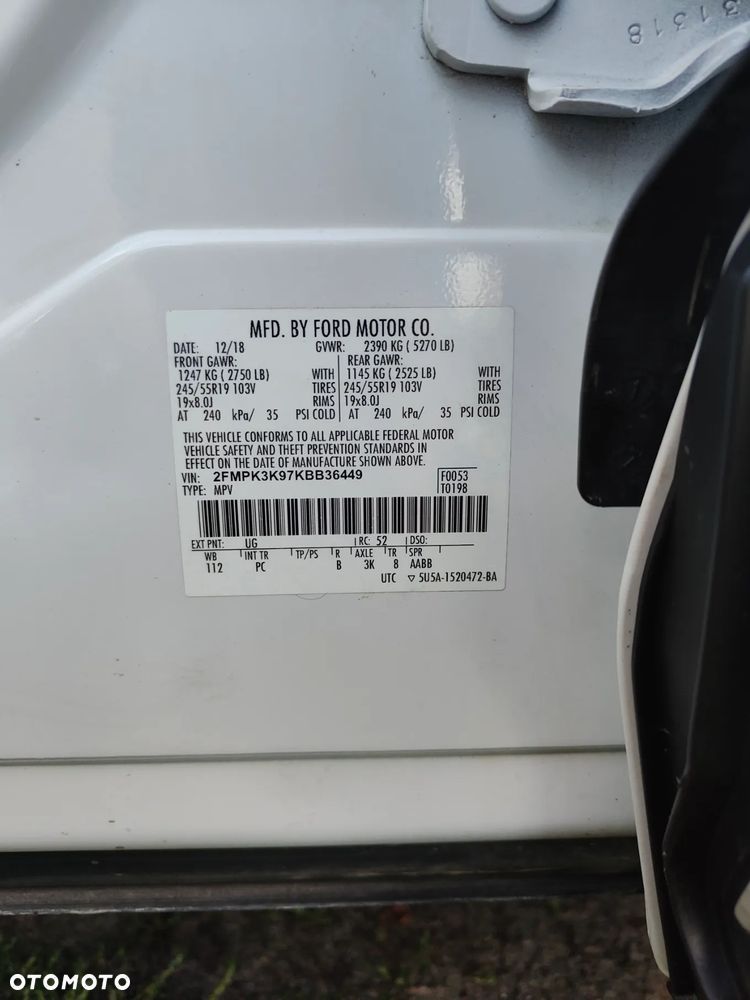 31318
MFD. BY FORD MOTOR CO.
DATE: 12/18 GVWR: 2390 KG ( 5270 LB)
FRONT GAWR: REAR GAWR:
1247 KG ( 2750 LB) WITH 1145 KG ( 2525 LB) WITH
245/55R19 103V TIRES 245/55R19 103V TIRES
19x8.0J RIMS 19x8.0J RIMS
AT 240 kPa/ 35 PSI COLD AT 240 kPa/ 35 PSI COLD
THIS VEHICLE CONFORMS TO ALL APPLICABLE FEDERAL MOTOR
VEHICLE SAFETY AND THEFT PREVENTION STANDARDS IN
EFFECT ON THE DATE OF MANUFACTURE SHOWN ABOVE.
VIN: 2FMPK3K97KBB36449 F0053
TYPE: MPV T0198
EXT PNT: UG RC: 52 DSO:
WB INT TR TP/PS R AXLE TR SPR
112 PC B 3K 8 AABB
UTC ▽ 5U5A-1520472-BA
OTOMOTO